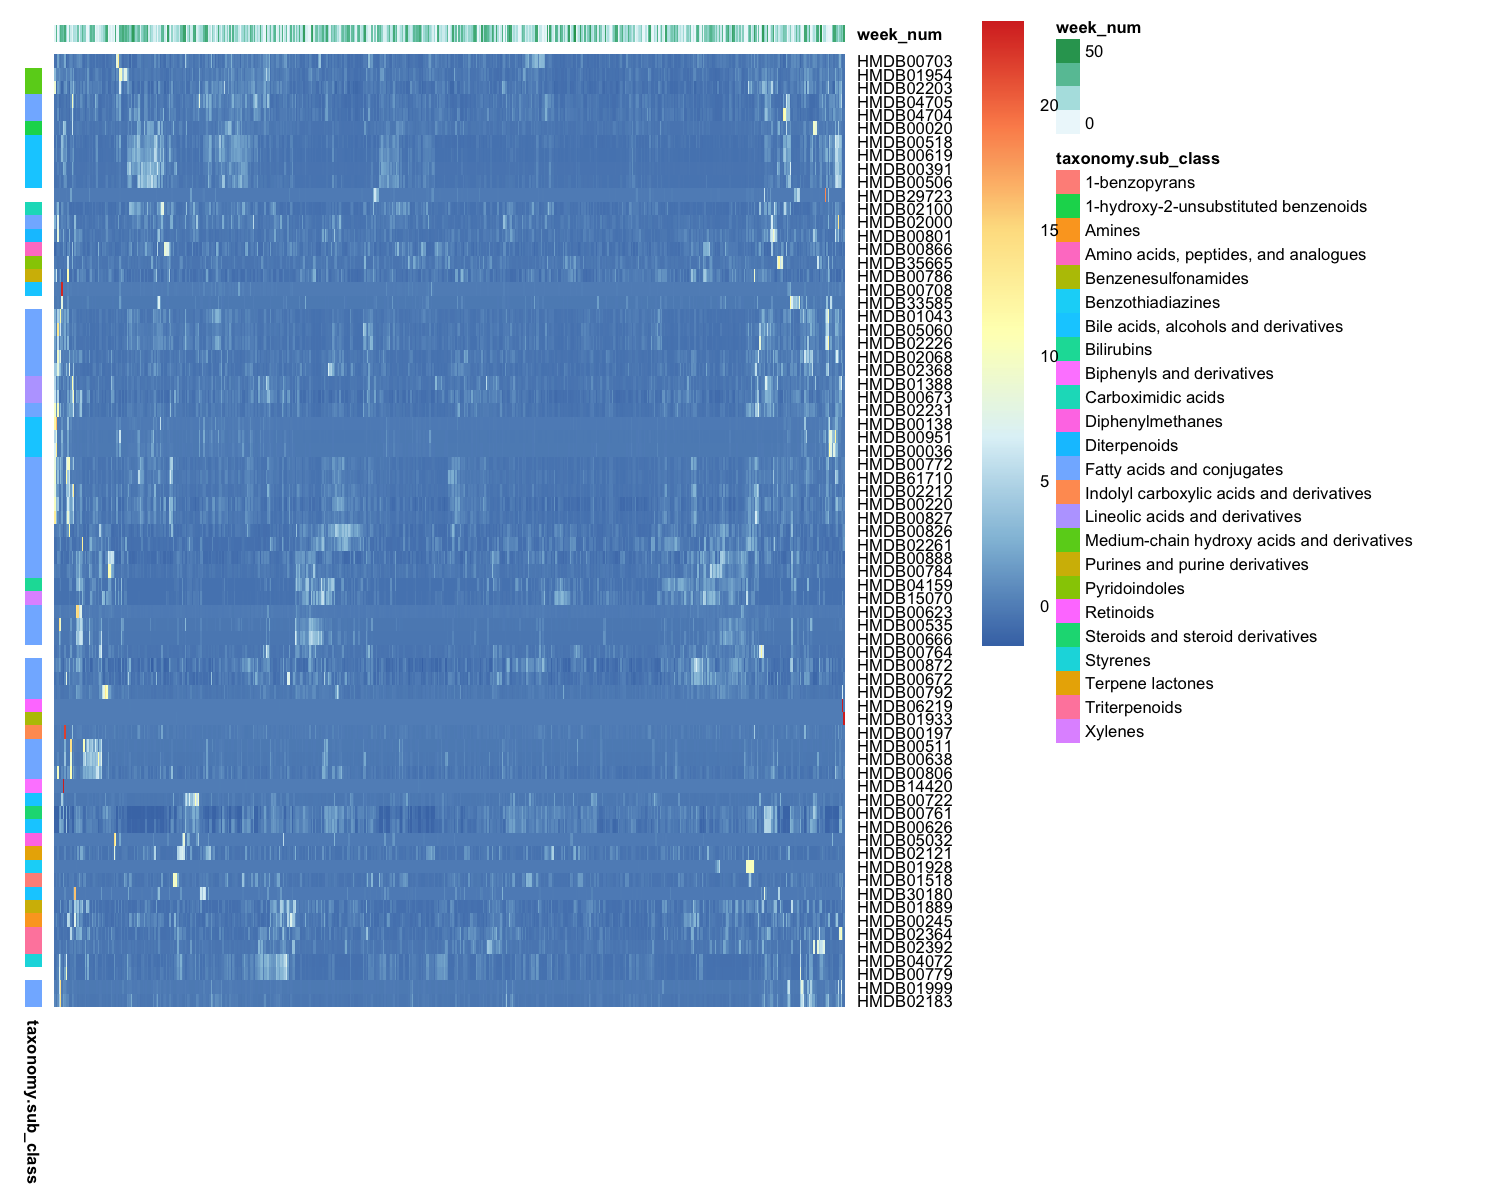 week_num
HMDB00703
HMDB01954
HMDB02203
HMDB04705
HMDB04704
HMDB00020
HMDB00518
HMDB00619
HMDB00391
HMDB00506
HMDB29723
HMDB02100
HMDB02000
HMDB00801
HMDB00866
HMDB35665
HMDB00786
HMDB00708
HMDB33585
HMDB01043
HMDB05060
HMDB02226
HMDB02068
HMDB02368
HMDB01388
HMDB00673
HMDB02231
HMDB00138
HMDB00951
HMDB00036
HMDB00772
HMDB61710
HMDB02212
HMDB00220
HMDB00827
HMDB00826
HMDB02261
HMDB00888
HMDB00784
HMDB04159
HMDB15070
HMDB00623
HMDB00535
HMDB00666
HMDB00764
HMDB00872
HMDB00672
HMDB00792
HMDB06219
HMDB01933
HMDB00197
HMDB00511
HMDB00638
HMDB00806
HMDB14420
HMDB00722
HMDB00761
HMDB00626
HMDB05032
HMDB02121
HMDB01928
HMDB01518
HMDB30180
HMDB01889
HMDB00245
HMDB02364
HMDB02392
HMDB04072
HMDB00779
HMDB01999
HMDB02183
taxonomy.sub_class
20
15
10
5
0
week_num
50
0
taxonomy.sub_class
1-benzopyrans
1-hydroxy-2-unsubstituted benzenoids
Amines
Amino acids, peptides, and analogues
Benzenesulfonamides
Benzothiadiazines
Bile acids, alcohols and derivatives
Bilirubins
Biphenyls and derivatives
Carboximidic acids
Diphenylmethanes
Diterpenoids
Fatty acids and conjugates
Indolyl carboxylic acids and derivatives
Lineolic acids and derivatives
Medium-chain hydroxy acids and derivatives
Purines and purine derivatives
Pyridoindoles
Retinoids
Steroids and steroid derivatives
Styrenes
Terpene lactones
Triterpenoids
Xylenes